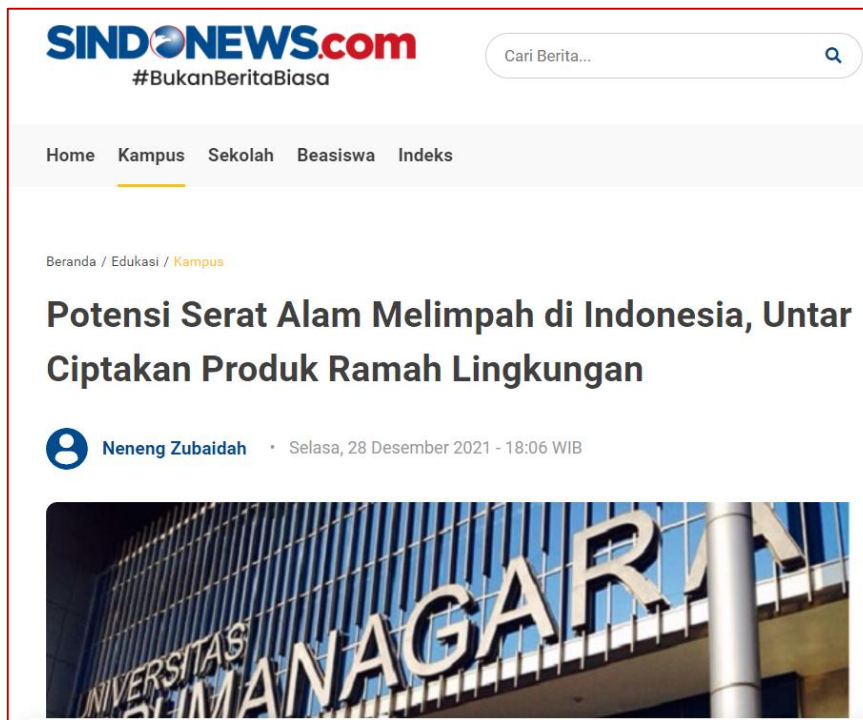 SINDONEWS.com
#BukanBeritaBiasa
Cari Berita...
Home Kampus Sekolah Beasiswa Indeks
Beranda / Edukasi / Kampus
Potensi Serat Alam Melimpah di Indonesia, Untar
Ciptakan Produk Ramah Lingkungan
Neneng Zubaidah • Selasa, 28 Desember 2021 - 18:06 WIB
UNIVERSITAS